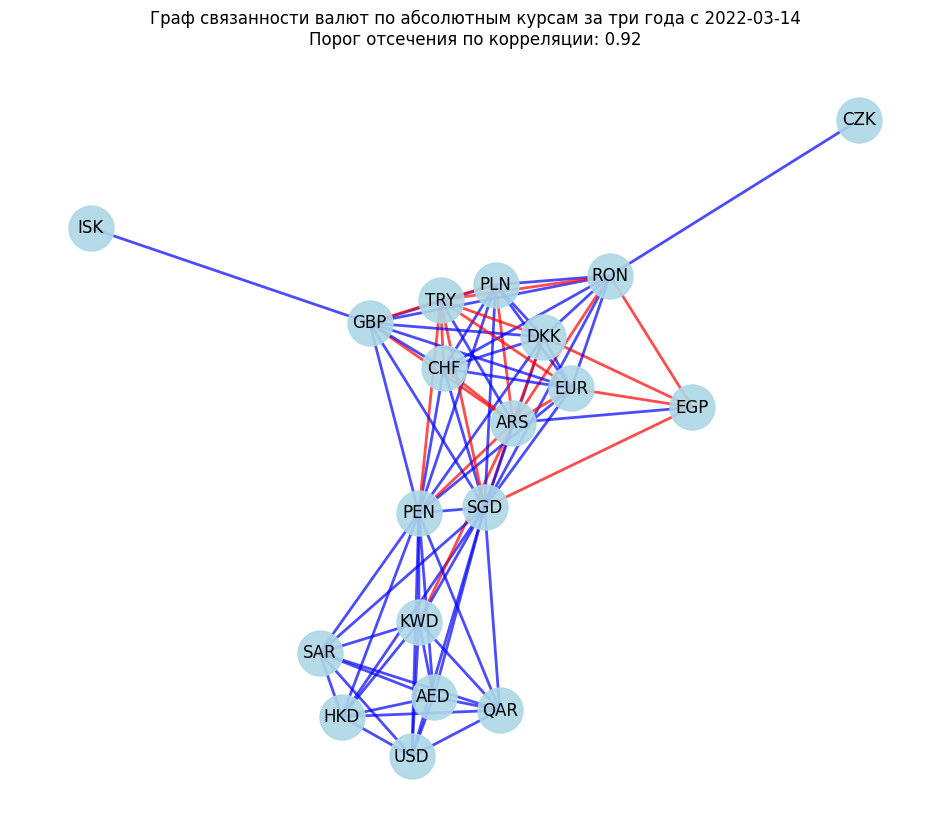 Граф связанности валют по абсолютным курсам за три года с 2022-03-14
Порог отсечения по корреляции: 0.92
CZK
ISK
RON
PLN
TRY
GBP
DKK
CHF
EUR
EGP
ARS
SGD
PEN
KWD
SAR
AED
QAR
HKD
USD